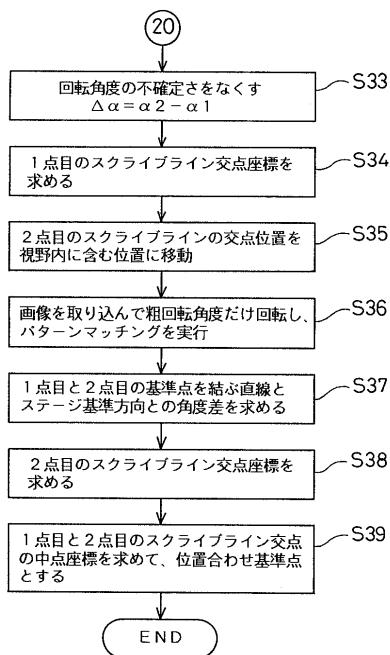 20
回転角度の不確定さをなくす
Δα=α2−α1
S33
1点目のスクライブライン交点座標を
求める
S34
2点目のスクライブラインの交点位置を
視野内に含む位置に移動
S35
画像を取り込んで粗回転角度だけ回転し、
パターンマッチングを実行
S36
1点目と2点目の基準点を結ぶ直線と
ステージ基準方向との角度差を求める
S37
2点目のスクライブライン交点座標を
求める
S38
1点目と2点目のスクライブライン交点
の中点座標を求めて、位置合わせ基準点
とする
S39
END